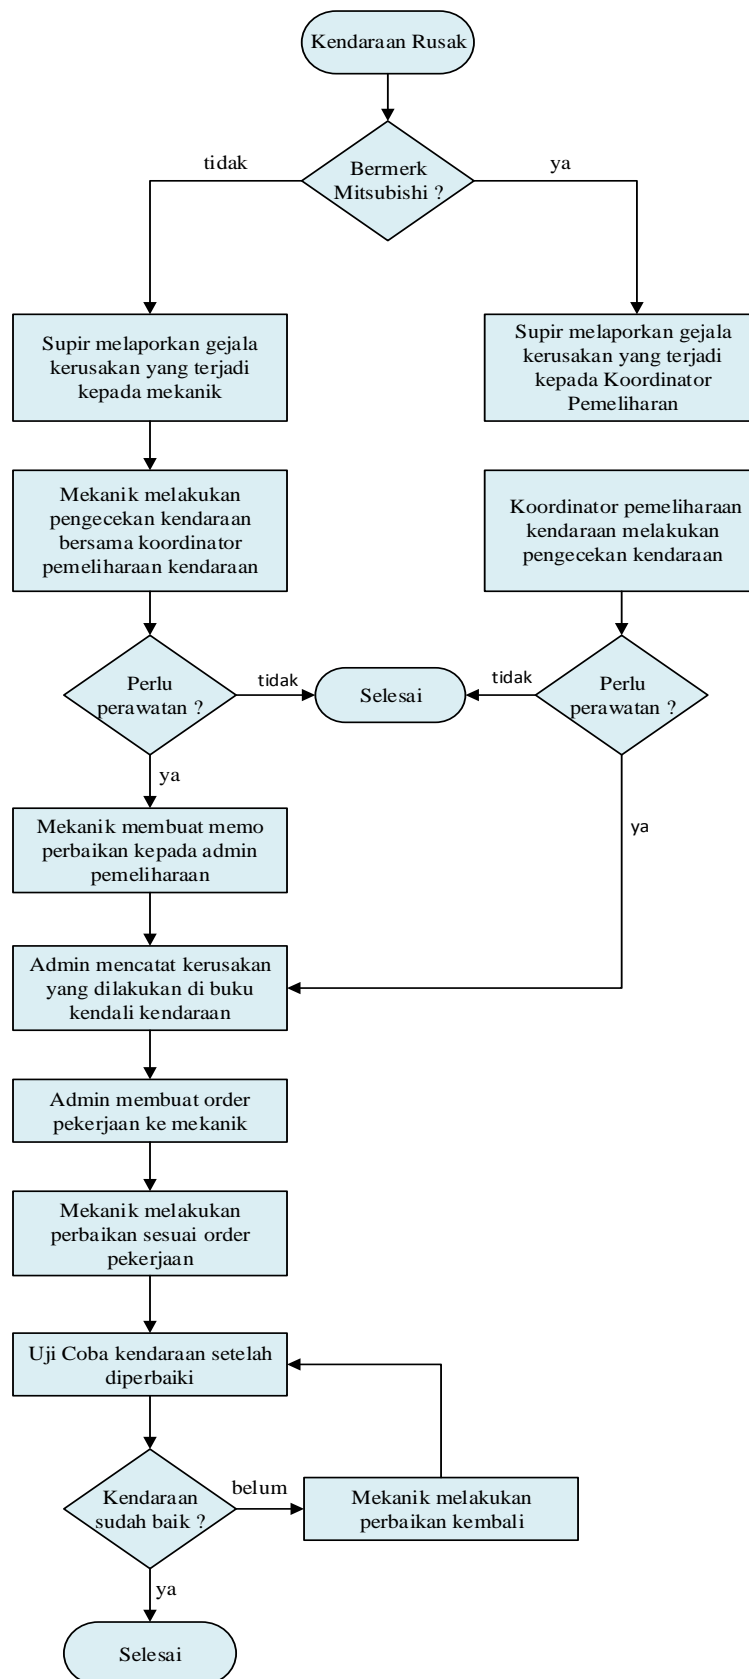 Kendaraan Rusak
Bermerk
Mitsubishi ?
tidak
ya
Supir melaporkan gejala
kerusakan yang terjadi
kepada mekanik
Supir melaporkan gejala
kerusakan yang terjadi
kepada Koordinator
Pemeliharan
Mekanik melakukan
pengecekan kendaraan
bersama koordinator
pemeliharaan kendaraan
Koordinator pemeliharaan
kendaraan melakukan
pengecekan kendaraan
Perlu
perawatan ?
tidak
Selesai
tidak
Perlu
perawatan ?
ya
ya
Mekanik membuat memo
perbaikan kepada admin
pemeliharaan
Admin mencatat kerusakan
yang dilakukan di buku
kendali kendaraan
Admin membuat order
pekerjaan ke mekanik
Mekanik melakukan
perbaikan sesuai order
pekerjaan
Uji Coba kendaraan setelah
diperbaiki
Kendaraan
sudah baik ?
belum
Mekanik melakukan
perbaikan kembali
ya
Selesai